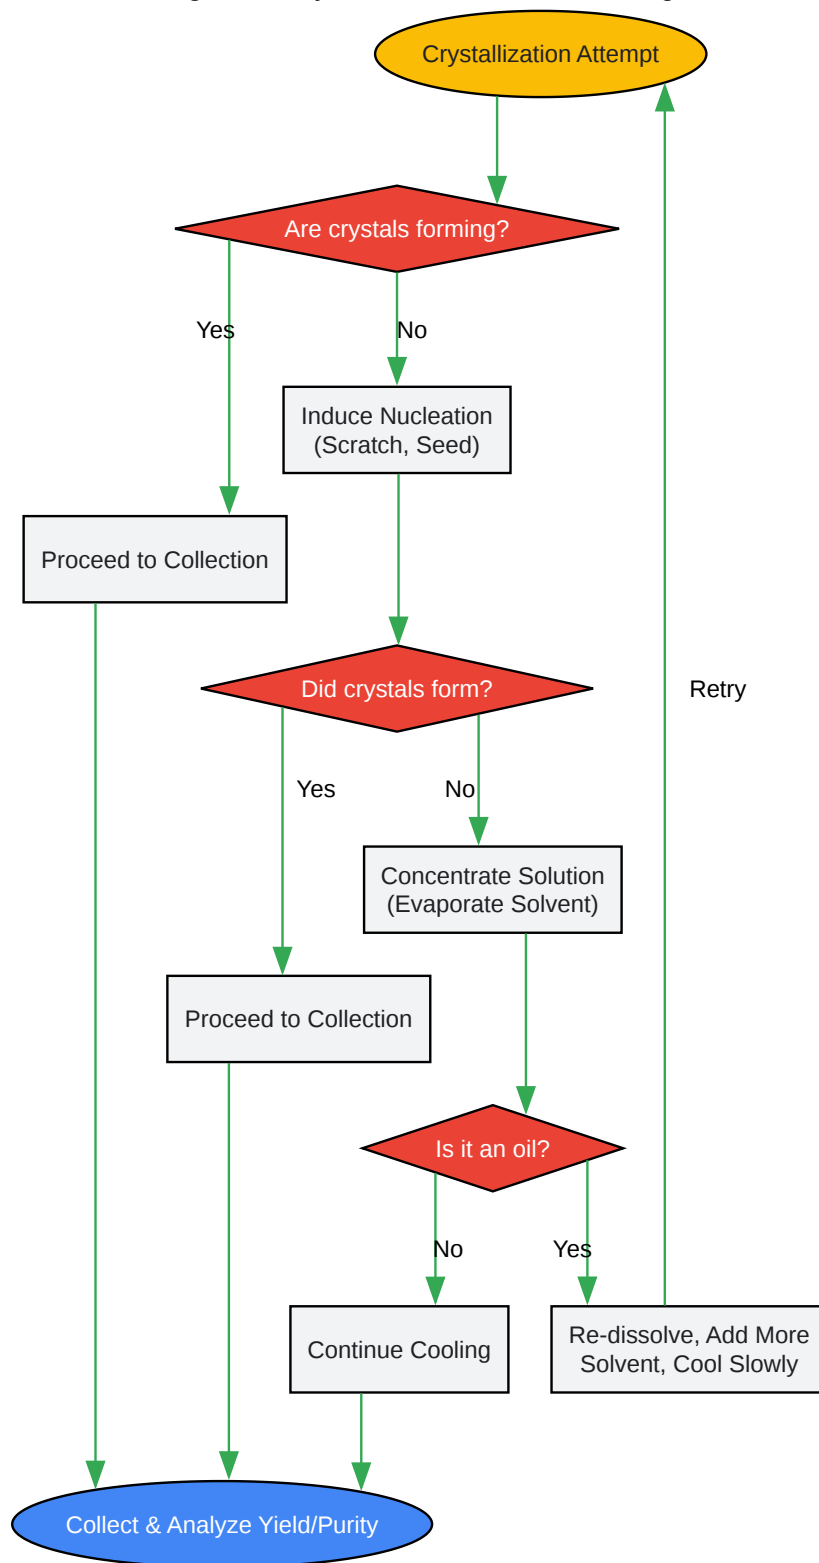 Crystallization Attempt
Are crystals forming?
Yes
No
Induce Nucleation
(Scratch, Seed)
Proceed to Collection
Did crystals form?
Retry
Yes
No
Concentrate Solution
(Evaporate Solvent)
Proceed to Collection
Is it an oil?
No
Yes
Continue Cooling
Re-dissolve, Add More
Solvent, Cool Slowly
Collect & Analyze Yield/Purity